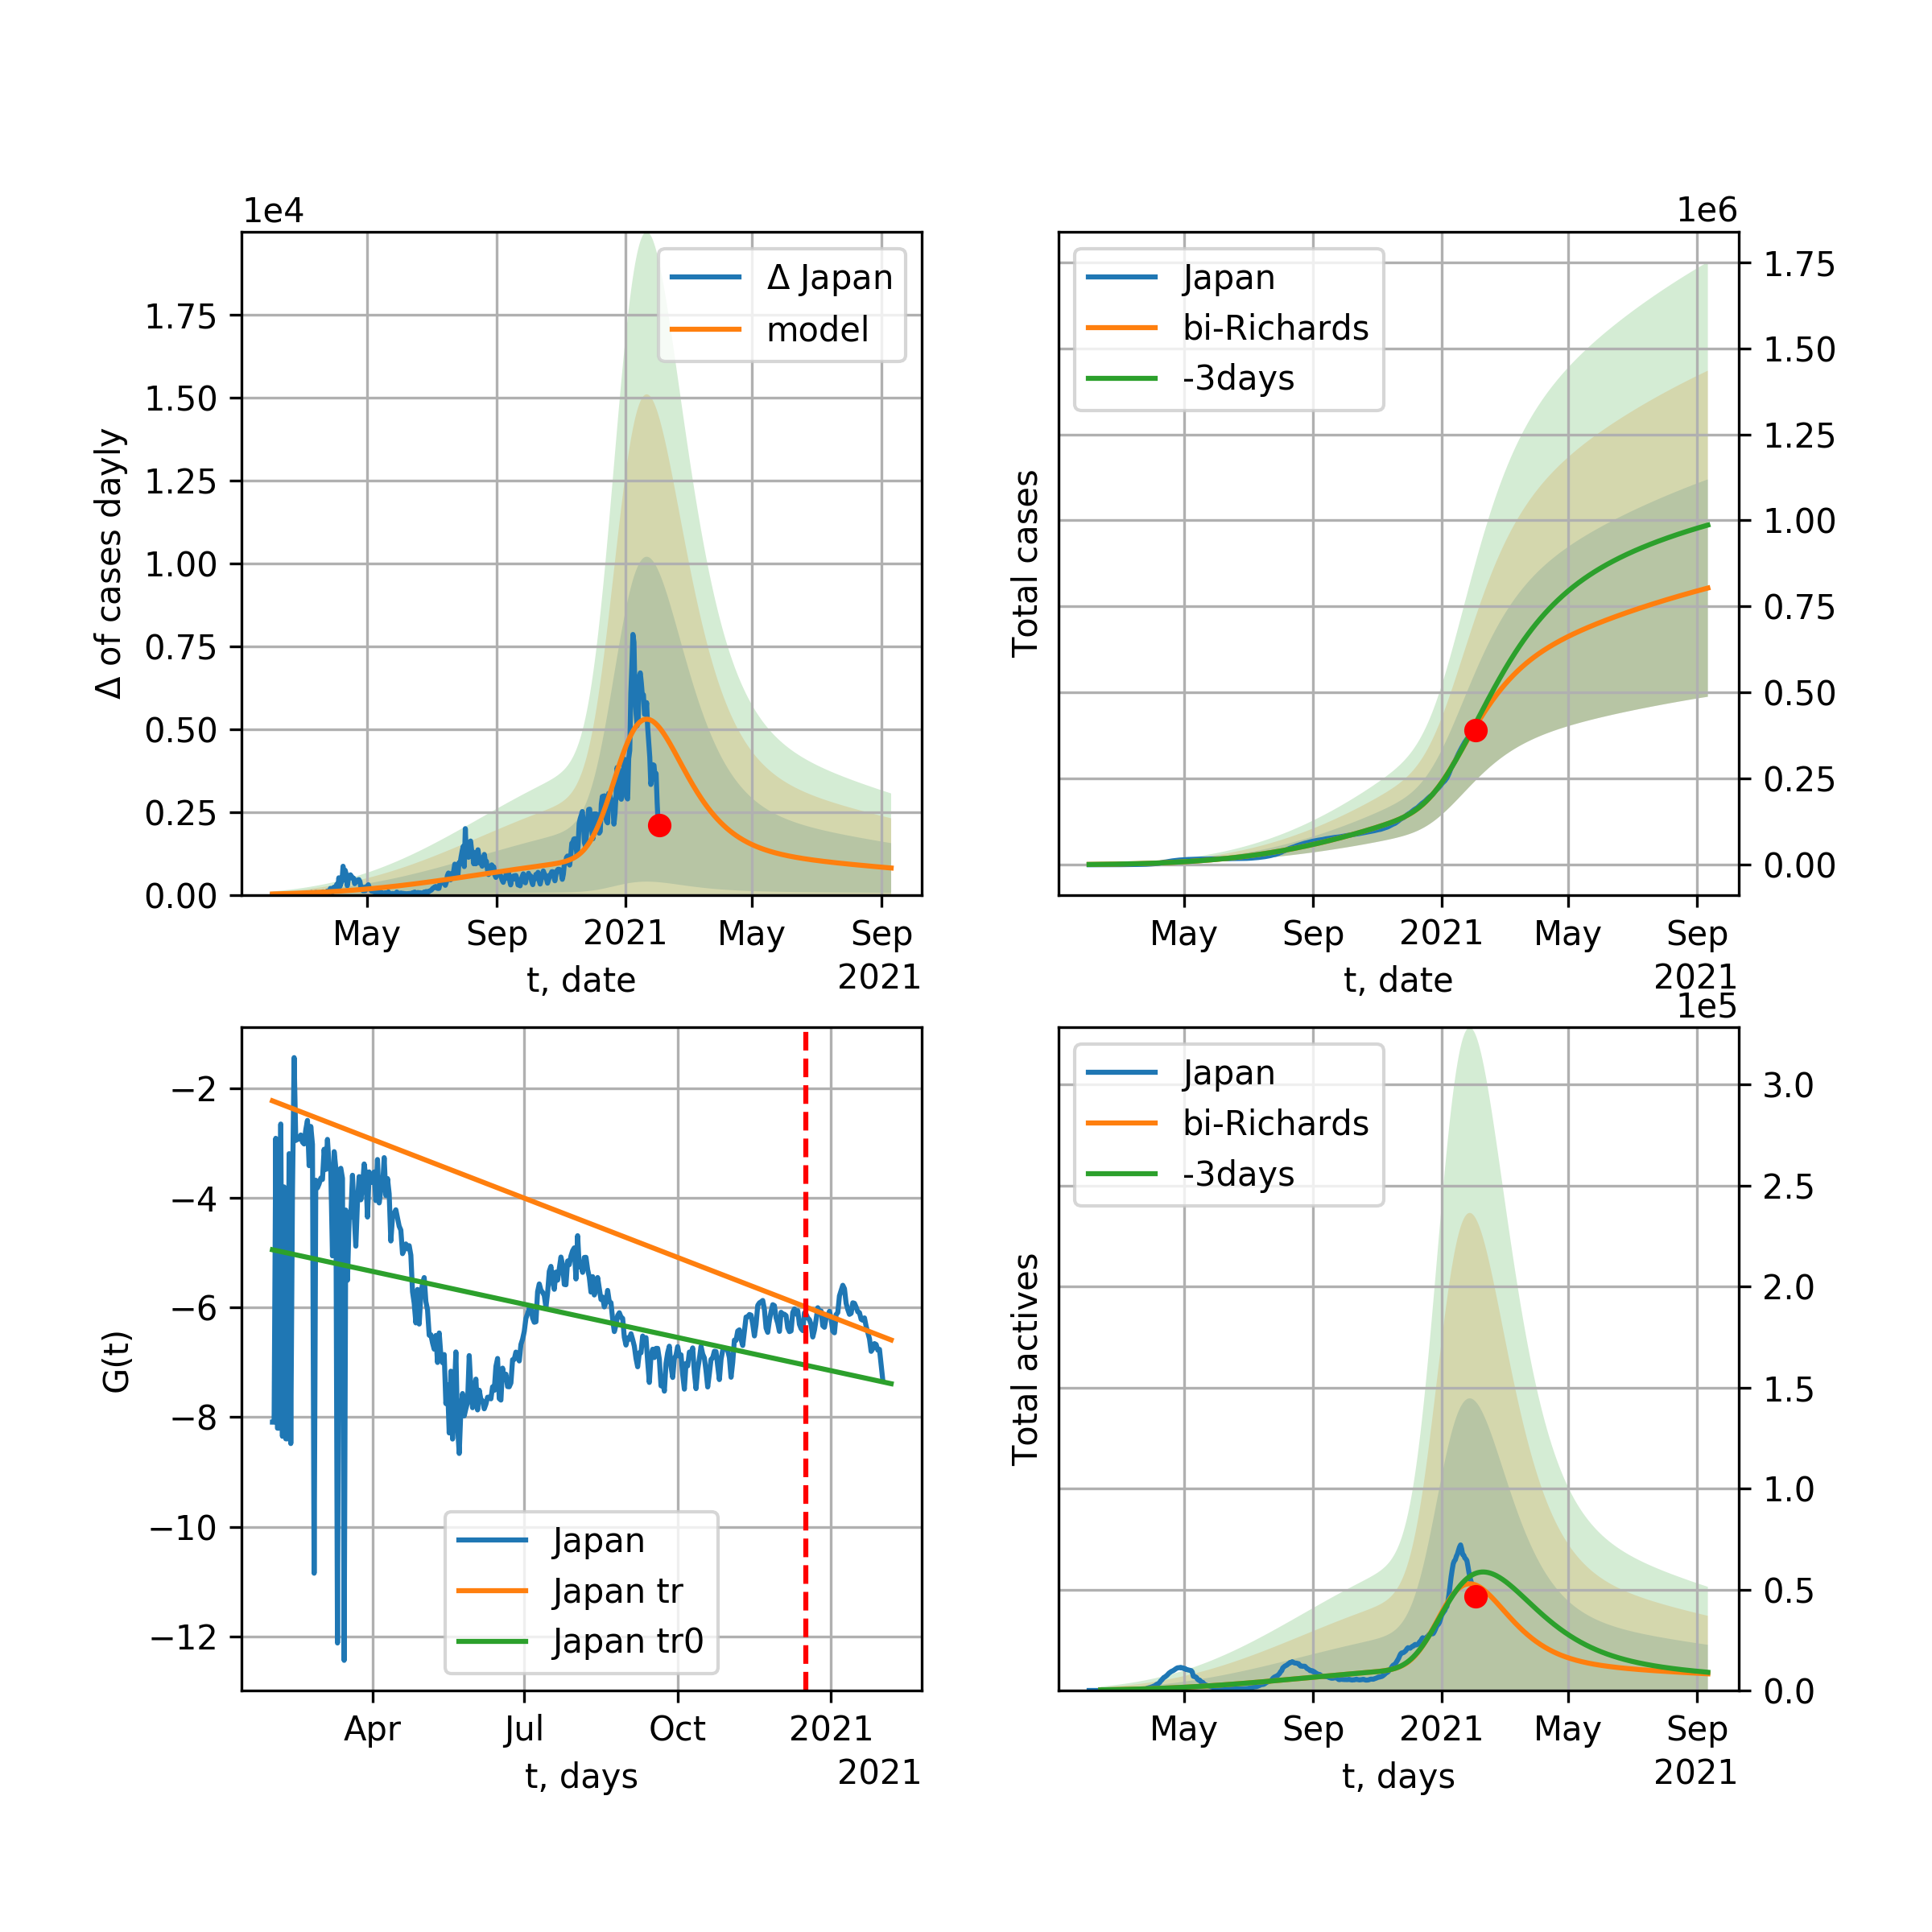 1e4
Δ of cases dayly
1.75
1.50
1.25
1.00
0.75
0.50
0.25
0.00
Δ Japan
model
May Sep 2021 May Sep
t, date
2021
1e6
Total cases
Japan
bi-Richards
-3days
1.75
1.50
1.25
1.00
0.75
0.50
0.25
0.00
May Sep 2021 May Sep
t, date
2021
G(t)
−2
−4
−6
−8
−10
−12
Japan
Japan tr
Japan tr0
Apr Jul Oct 2021
t, days
2021
1e5
Total actives
Japan
bi-Richards
-3days
3.0
2.5
2.0
1.5
1.0
0.5
0.0
May Sep 2021 May Sep
t, days
2021